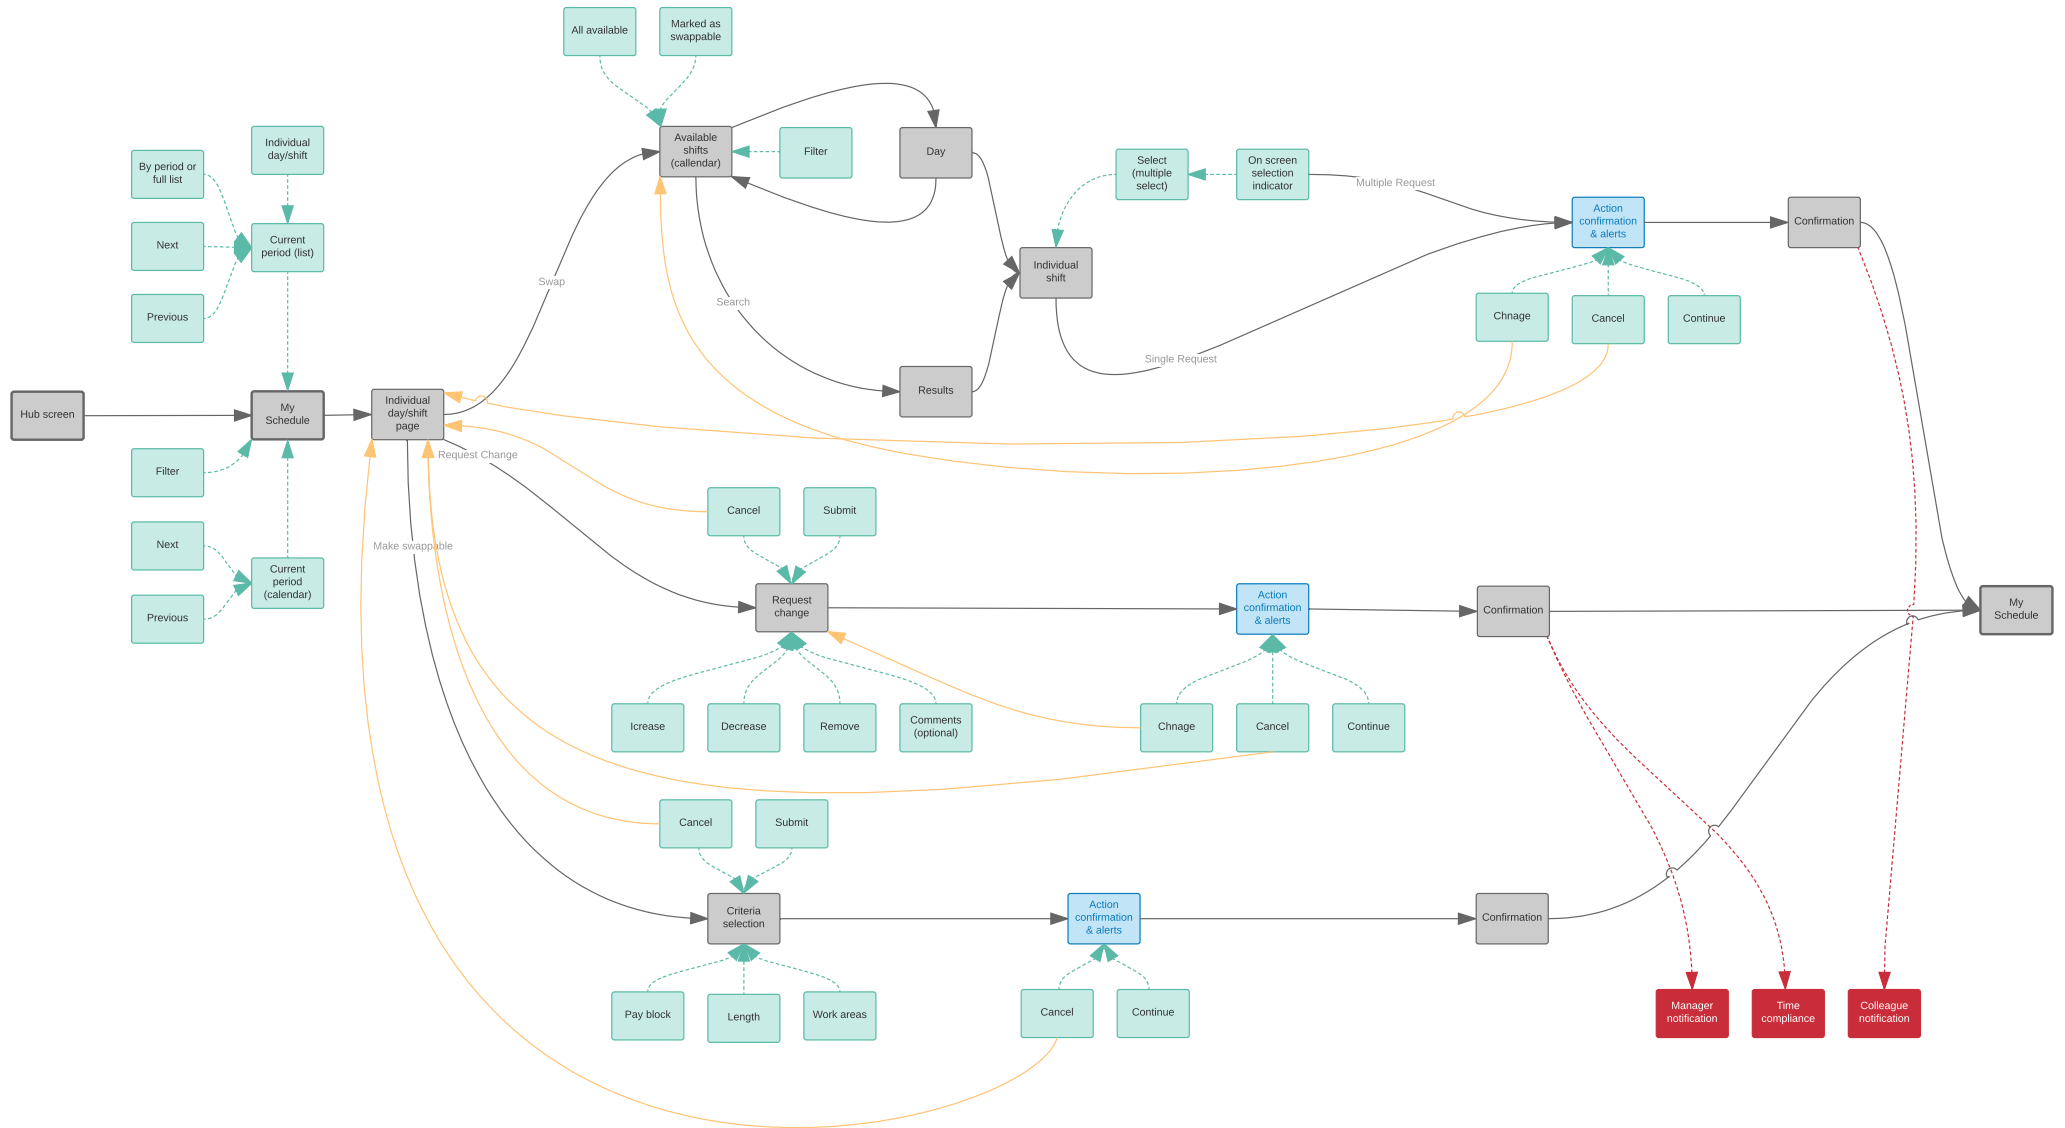 All available
Marked as
swappable
Individual
day/shift
Available
shifts
(callendar)
Filter
Day
By period or
full list
Select
(multiple
select)
On screen
selection
indicator
Multiple Request
Action
confirmation
& alerts
Confirmation
Next
Current
period (list)
Individual
shift
Swap
Search
Previous
Chnage
Cancel
Continue
Single Request
Results
Hub screen
My
Schedule
Individual
day/shift
page
Request Change
Filter
Cancel
Submit
Next
Make swappable
Current
period
(calendar)
Previous
Request
change
Action
confirmation
& alerts
Confirmation
My
Schedule
Icrease
Decrease
Remove
Comments
(optional)
Chnage
Cancel
Continue
Cancel
Submit
Criteria
selection
Action
confirmation
& alerts
Confirmation
Pay block
Length
Work areas
Cancel
Continue
Manager
notification
Time
compliance
Colleague
notification